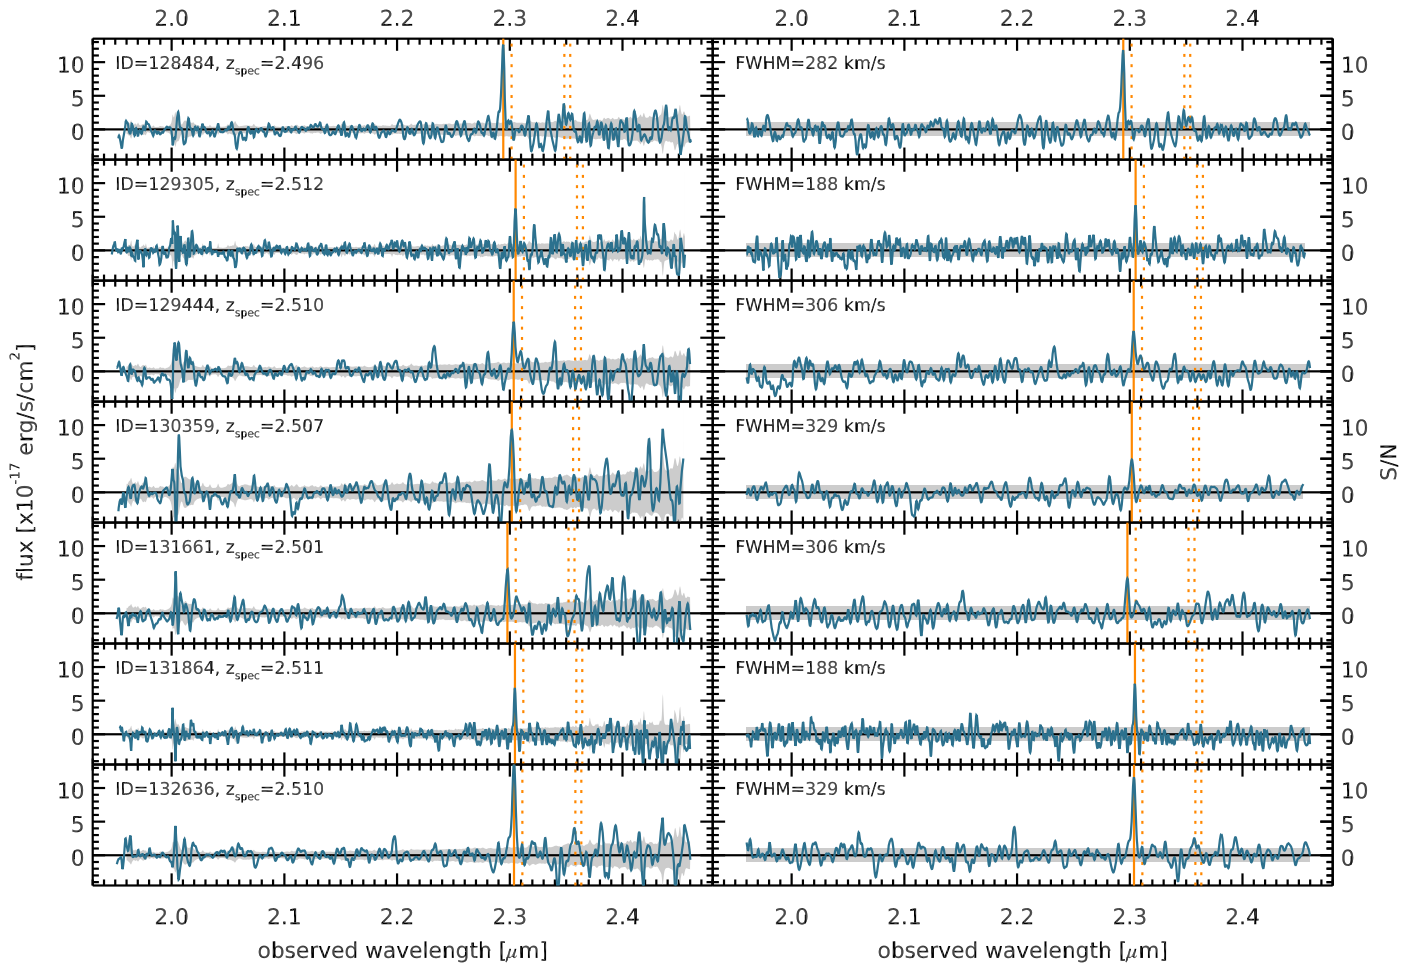 2.0 2.1 2.2 2.3 2.4 2.0 2.1 2.2 2.3 2.4
ID=128484, zspec=2.496 FWHM=282 km/s
10 10
5 5
0 0
ID=129305, zspec=2.512 FWHM=188 km/s
10 10
5 5
0 0
ID=129444, zspec=2.510 FWHM=306 km/s
10 10
5 5
0 0
ID=130359, zspec=2.507 FWHM=329 km/s
10 10
5 5
0 0
ID=131661, zspec=2.501 FWHM=306 km/s
10 10
5 5
0 0
ID=131864, zspec=2.511 FWHM=188 km/s
10 10
5 5
0 0
ID=132636, zspec=2.510 FWHM=329 km/s
10 10
5 5
0 0
flux [x10⁻¹⁷ erg/s/cm²]
S/N
2.0 2.1 2.2 2.3 2.4 2.0 2.1 2.2 2.3 2.4
observed wavelength [μm] observed wavelength [μm]